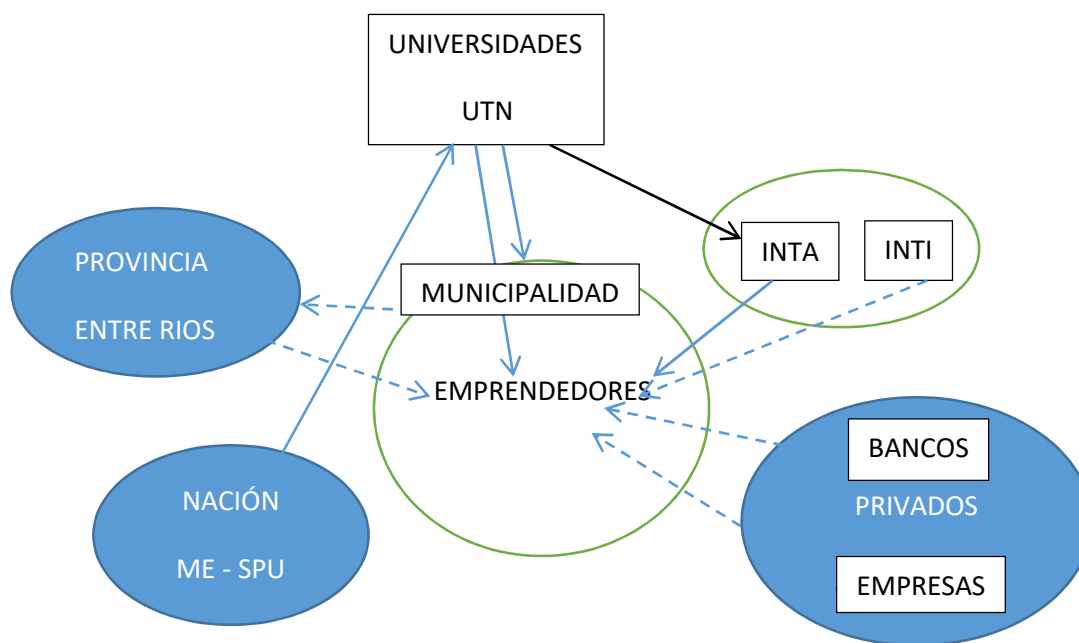 UNIVERSIDADES
UTN
PROVINCIA
ENTRE RIOS
MUNICIPALIDAD
INTA
INTI
EMPRENDEDORES
NACIÓN
ME - SPU
BANCOS
PRIVADOS
EMPRESAS